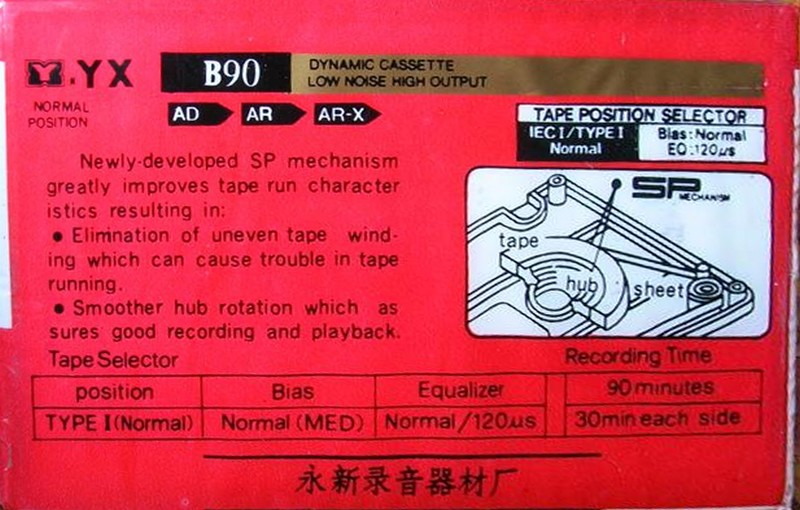 .YX
B90
DYNAMIC CASSETTE
LOW NOISE HIGH OUTPUT
NORMAL
POSITION
AD AR AR-X
TAPE POSITION SELECTOR
IEC I/TYPE I
Normal
Bias:Normal
EQ:120µs
Newly-developed SP mechanism
greatly improves tape run character
istics resulting in:
● Elimnation of uneven tape wind-
ing which can cause trouble in tape
running.
● Smoother hub rotation which as
sures good recording and playback.
SP MECHANISM
tape
hub
sheet
Tape Selector
Recording Time
position Bias Equalizer 90 minutes
TYPE I(Normal) Normal (MED) Normal/120µs 30min each side
永新录音器材厂